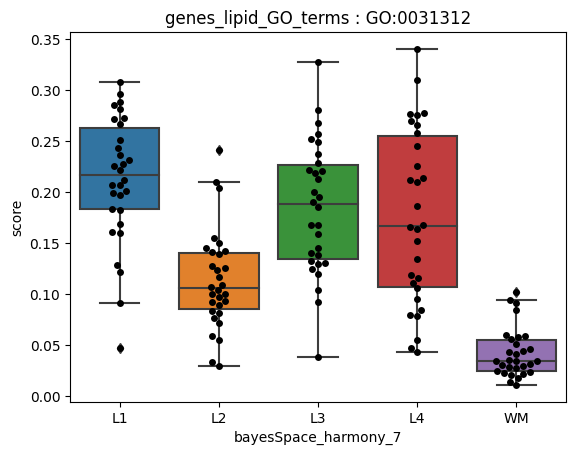 genes_lipid_GO_terms : GO:0031312
0.35
0.30
0.25
0.20
0.15
0.10
0.05
0.00
score
L1 L2 L3 L4 WM
bayesSpace_harmony_7